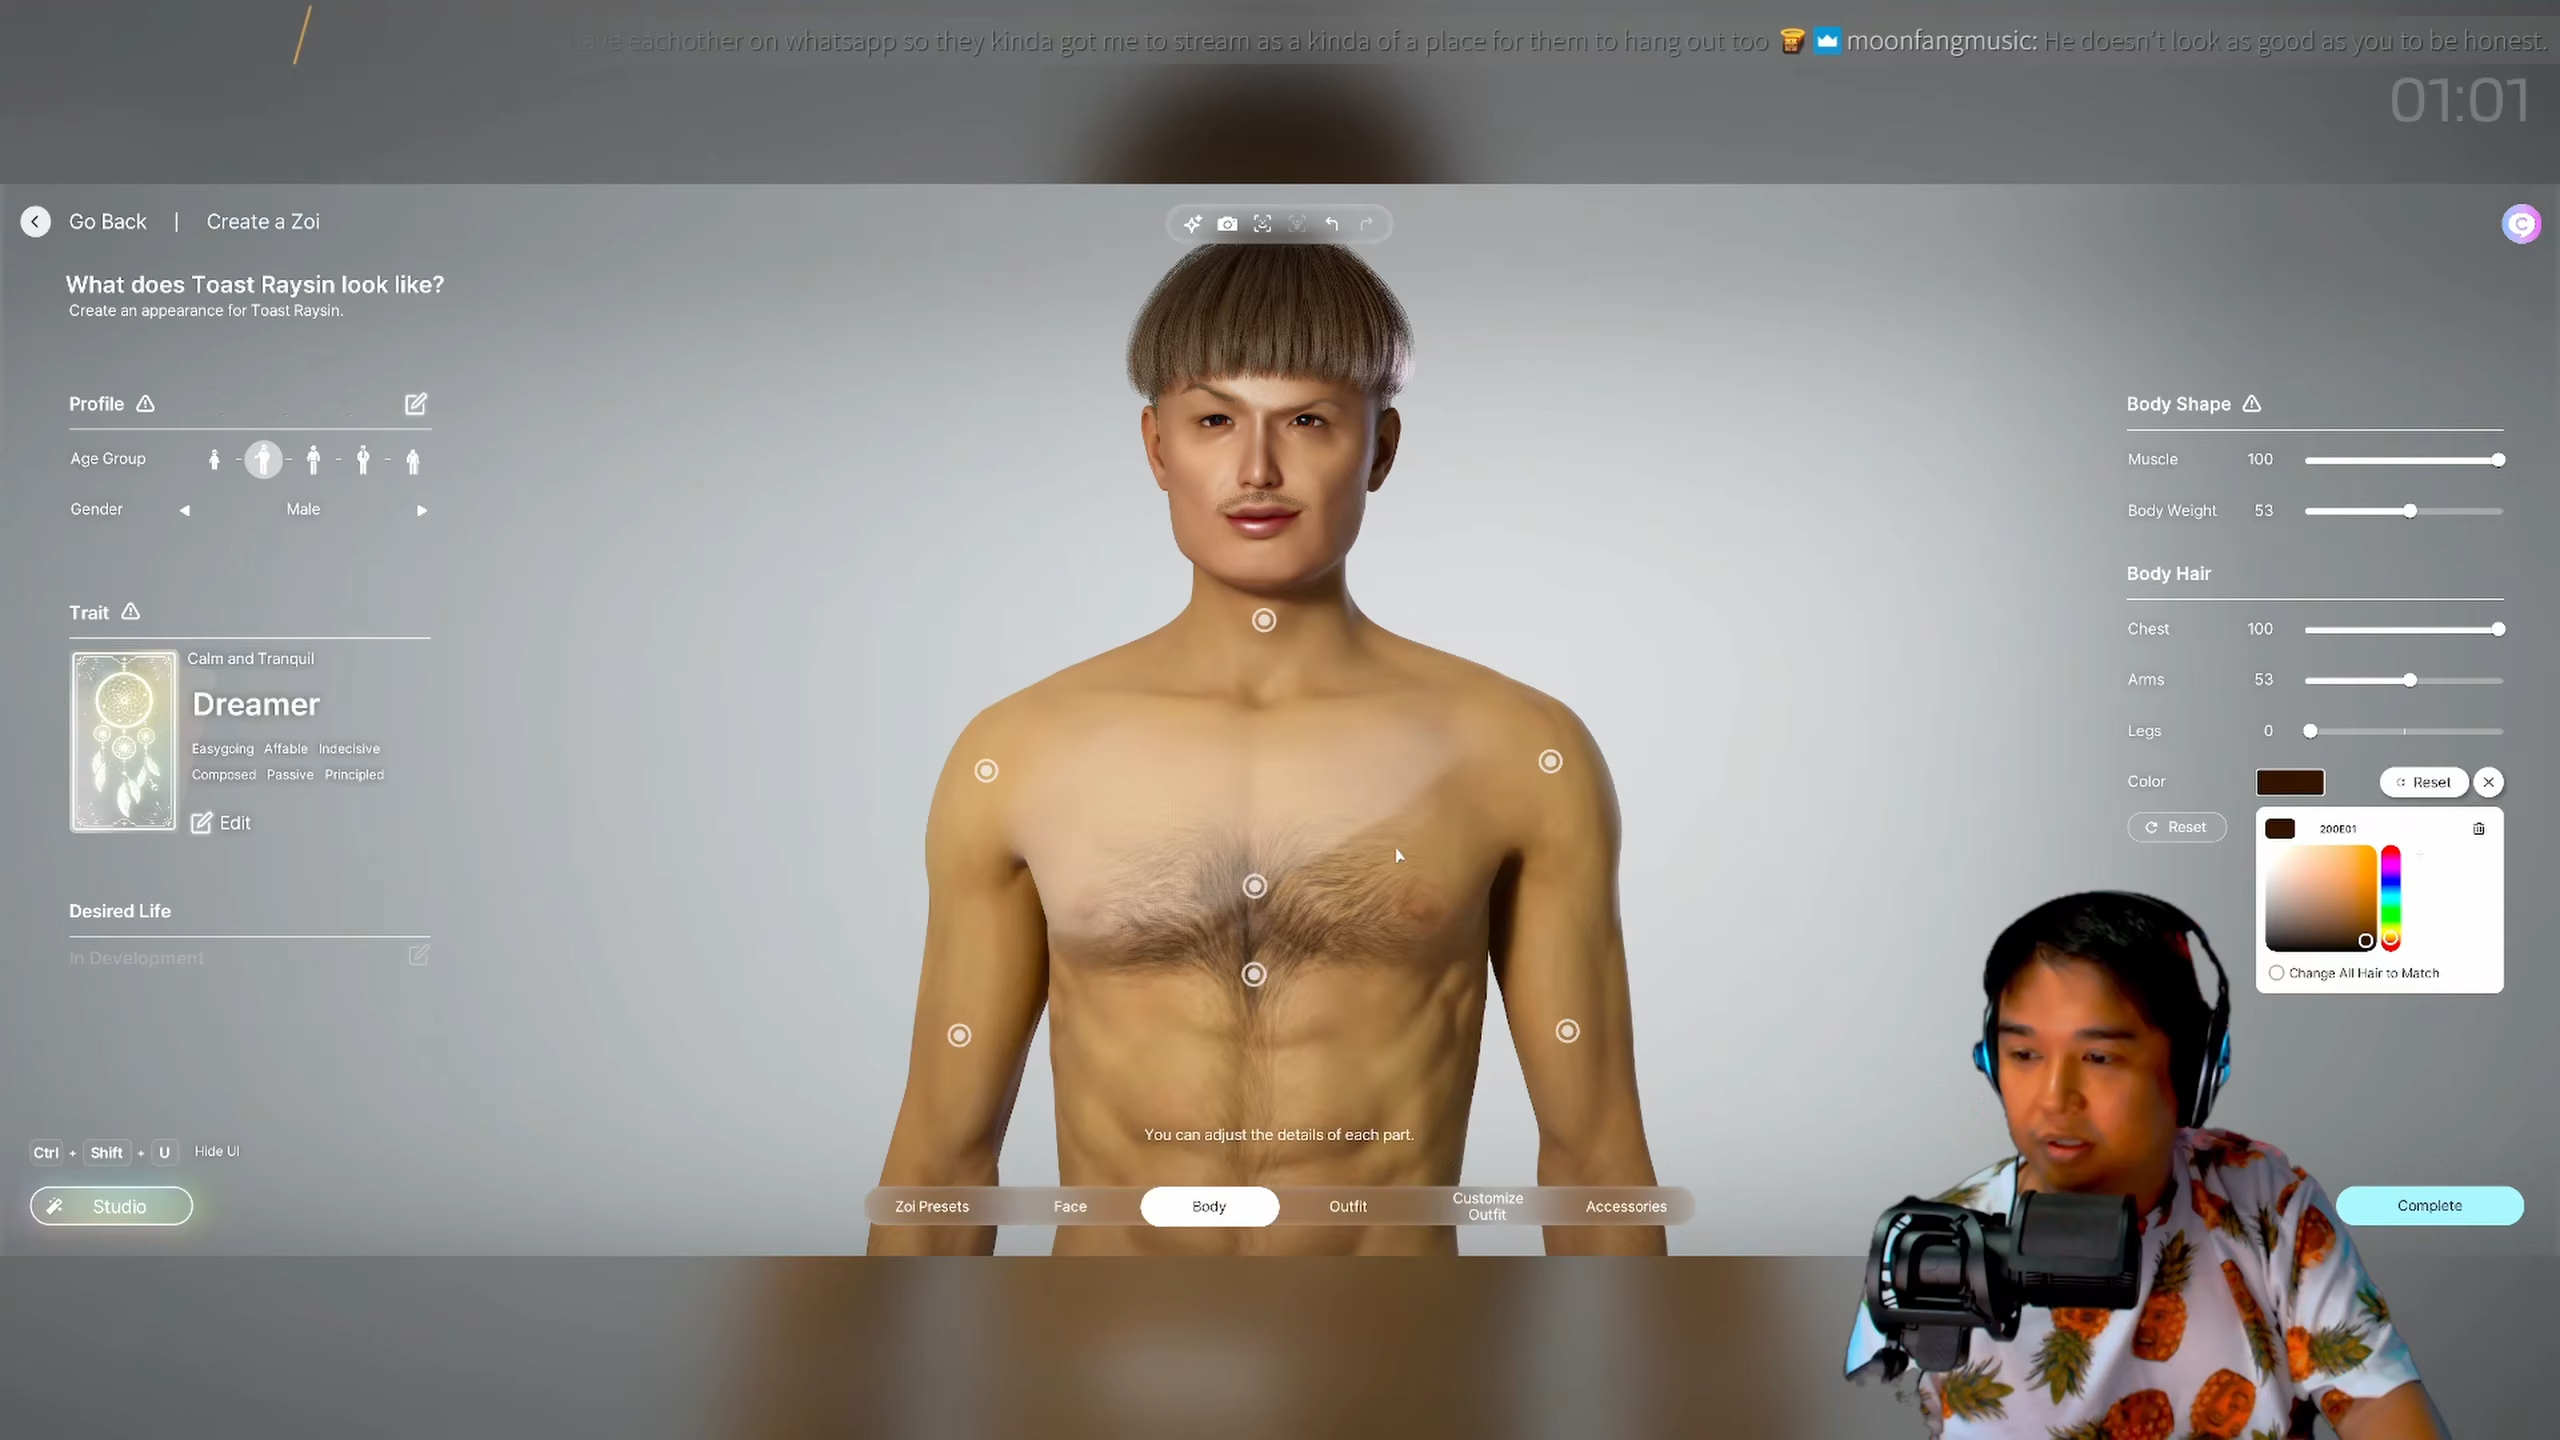 have eachother on whatsapp so they kinda got me to stream as a kinda of a place for them to hang out too moonfangmusic: He doesn't look as good as you to be honest.
01:01
Go Back | Create a Zoi
What does Toast Raysin look like?
Create an appearance for Toast Raysin.
Profile
Age Group
Gender Male
Trait
Calm and Tranquil
Dreamer
Easygoing Affable Indecisive
Composed Passive Principled
Edit
Desired Life
In Development
Ctrl + Shift + U Hide UI
Studio
You can adjust the details of each part.
Zoi Presets
Face
Body
Outfit
Customize
Outfit
Accessories
Body Shape
Muscle 100
Body Weight 53
Body Hair
Chest 100
Arms 53
Legs 0
Color Reset
Reset
200E01
Change All Hair to Match
Complete